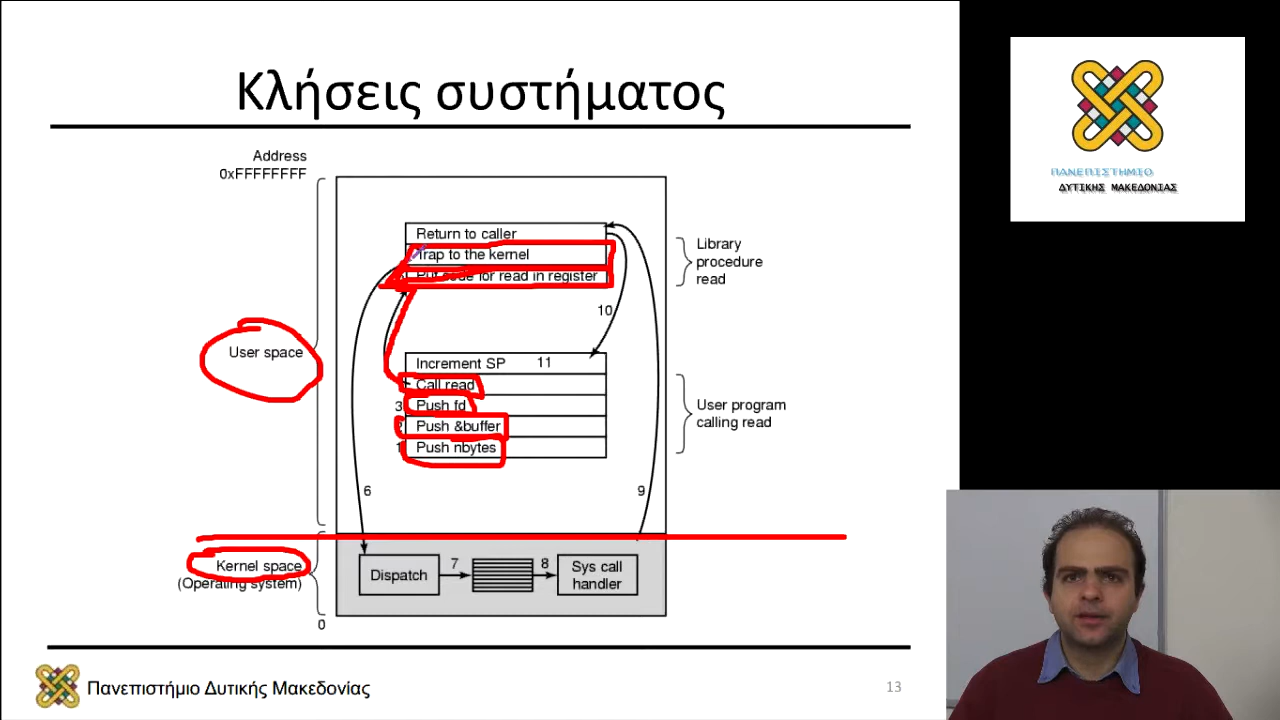 Κλήσεις συστήματος
Address
0xFFFFFFFF
Return to caller
Trap to the kernel
Put code for read in register
Library
procedure
read
10
User space
Increment SP 11
Call read
3 Push fd
2 Push &buffer
1 Push nbytes
User program
calling read
6
9
Kernel space
(Operating system)
Dispatch
7
8
Sys call
handler
0
Πανεπιστήμιο Δυτικής Μακεδονίας
13
ΠΑΝΕΠΙΣΤΗΜΙΟ
ΔΥΤΙΚΗΣ ΜΑΚΕΔΟΝΙΑΣ